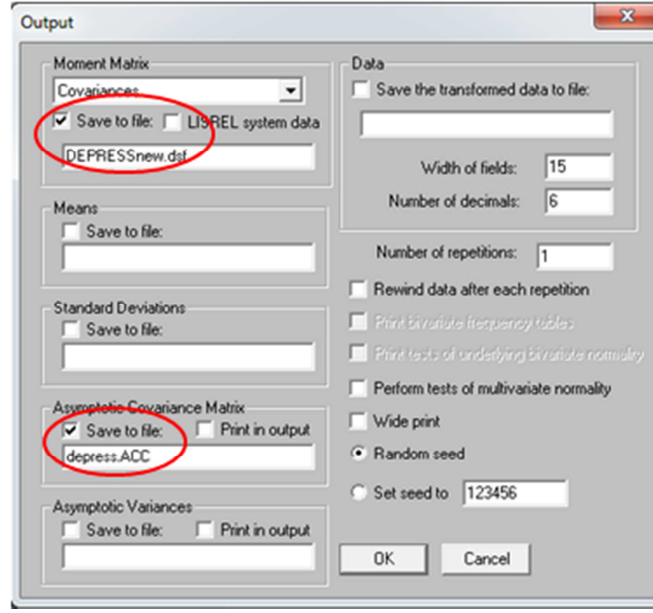 Output
Moment Matrix
Covariances
Save to file:
LISREL system data
DEPRESSnew.dsf
Means
Save to file:
Standard Deviations
Save to file:
Asymptotic Covariance Matrix
Save to file:
Print in output
depress.ACC
Asymptotic Variances
Save to file:
Print in output
Data
Save the transformed data to file:
Width of fields: 15
Number of decimals: 6
Number of repetitions: 1
Rewind data after each repetition
Print bivariate frequency tables
Print tests of underlying bivariate normality
Perform tests of multivariate normality
Wide print
Random seed
Set seed to 123456
OK
Cancel